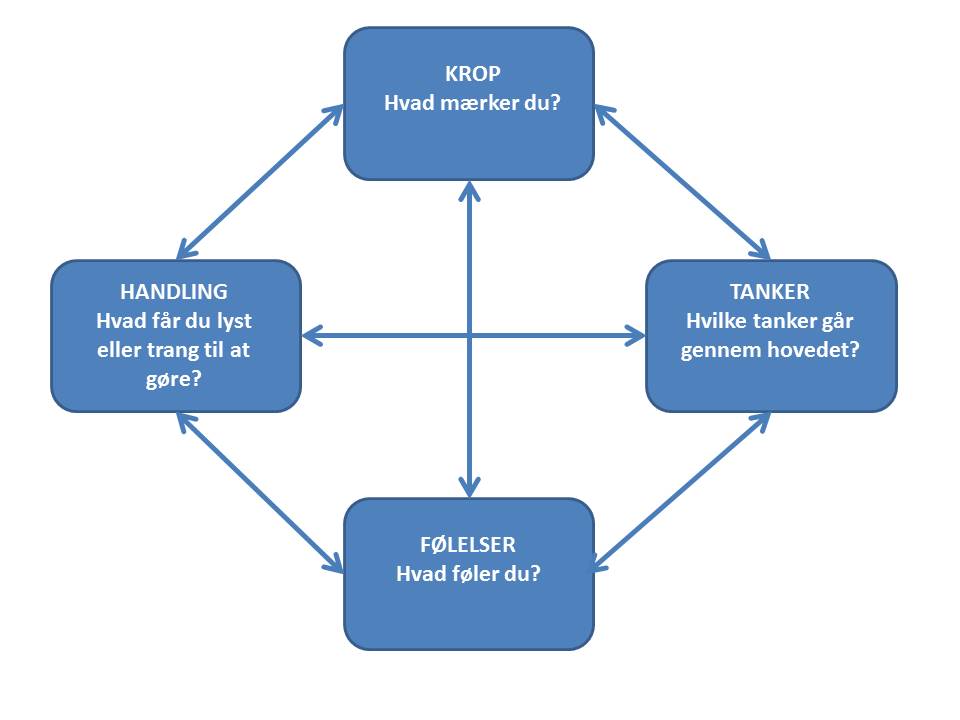 KROP
Hvad mærker du?
HANDLING
Hvad får du lyst
eller trang til at
gøre?
TANKER
Hvilke tanker går
gennem hovedet?
FØLELSER
Hvad føler du?